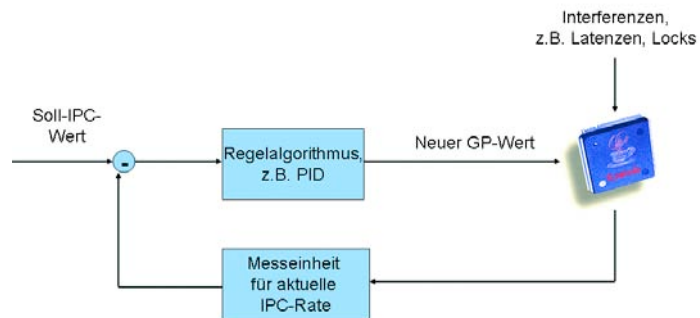 Interferenzen,
z.B. Latenzen, Locks
Soll-IPC-
Wert
-
Regelalgorithmus,
z.B. PID
Neuer GP-Wert
Messeinheit
für aktuelle
IPC-Rate